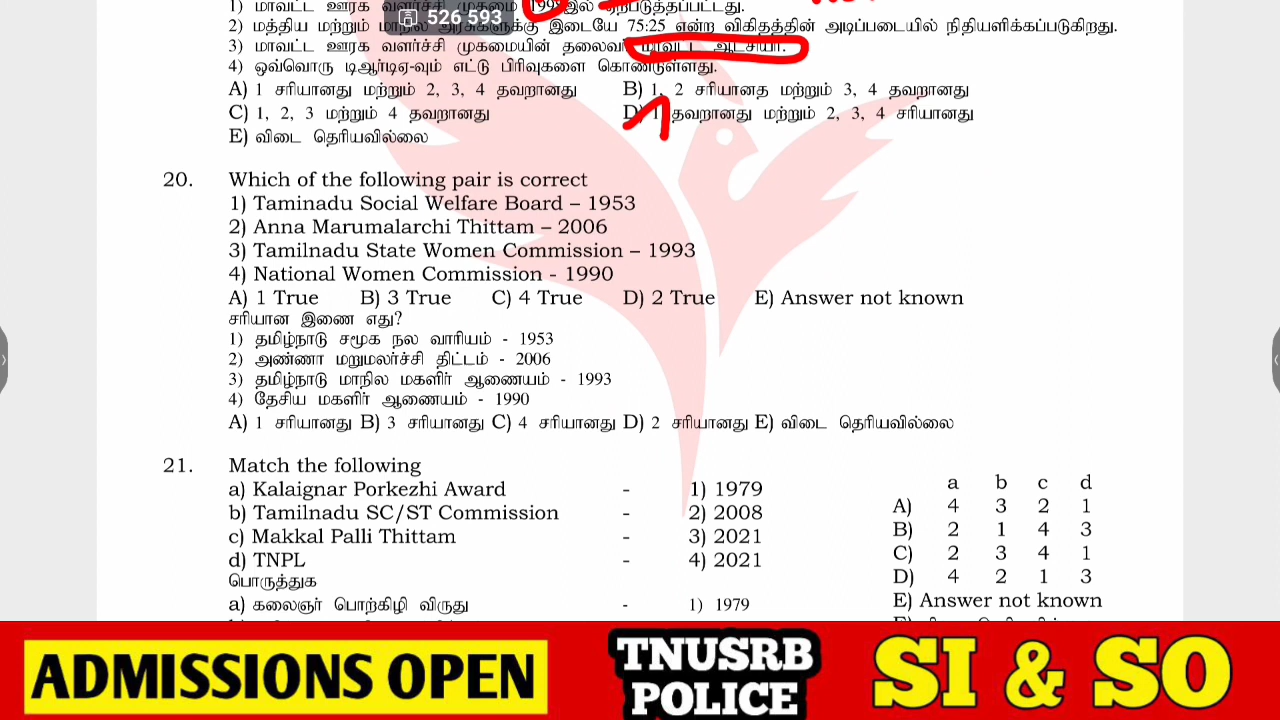 1) மாவட்ட ஊரக வளர்ச்சி முகமை 1998இல் ஏற்படுத்தப்பட்டது.
526 593
2) மத்திய மற்றும் மாநில அரசுகளுக்கு இடையே 75:25 என்ற விகிதத்தின் அடிப்படையில் நிதியளிக்கப்படுகிறது.
3) மாவட்ட ஊரக வளர்ச்சி முகமையின் தலைவர் மாவட்ட ஆட்சியர்.
4) ஒவ்வொரு டிஆர்டிஏ-வும் எட்டு பிரிவுகளை கொண்டுள்ளது.
A) 1 சரியானது மற்றும் 2, 3, 4 தவறானது B) 1, 2 சரியானத மற்றும் 3, 4 தவறானது
C) 1, 2, 3 மற்றும் 4 தவறானது D) 1 தவறானது மற்றும் 2, 3, 4 சரியானது
E) விடை தெரியவில்லை
20. Which of the following pair is correct
1) Taminadu Social Welfare Board – 1953
2) Anna Marumalarchi Thittam – 2006
3) Tamilnadu State Women Commission – 1993
4) National Women Commission - 1990
A) 1 True B) 3 True C) 4 True D) 2 True E) Answer not known
சரியான இணை எது?
1) தமிழ்நாடு சமூக நல வாரியம் - 1953
2) அண்ணா மறுமலர்ச்சி திட்டம் - 2006
3) தமிழ்நாடு மாநில மகளிர் ஆணையம் - 1993
4) தேசிய மகளிர் ஆணையம் - 1990
A) 1 சரியானது B) 3 சரியானது C) 4 சரியானது D) 2 சரியானது E) விடை தெரியவில்லை
21. Match the following
a) Kalaignar Porkezhi Award - 1) 1979
b) Tamilnadu SC/ST Commission - 2) 2008
c) Makkal Palli Thittam - 3) 2021
d) TNPL - 4) 2021
a b c d
A) 4 3 2 1
B) 2 1 4 3
C) 2 3 4 1
D) 4 2 1 3
E) Answer not known
பொருத்துக
a) கலைஞர் பொற்கிழி விருது - 1) 1979
ADMISSIONS OPEN
TNUSRB
POLICE
SI & SO